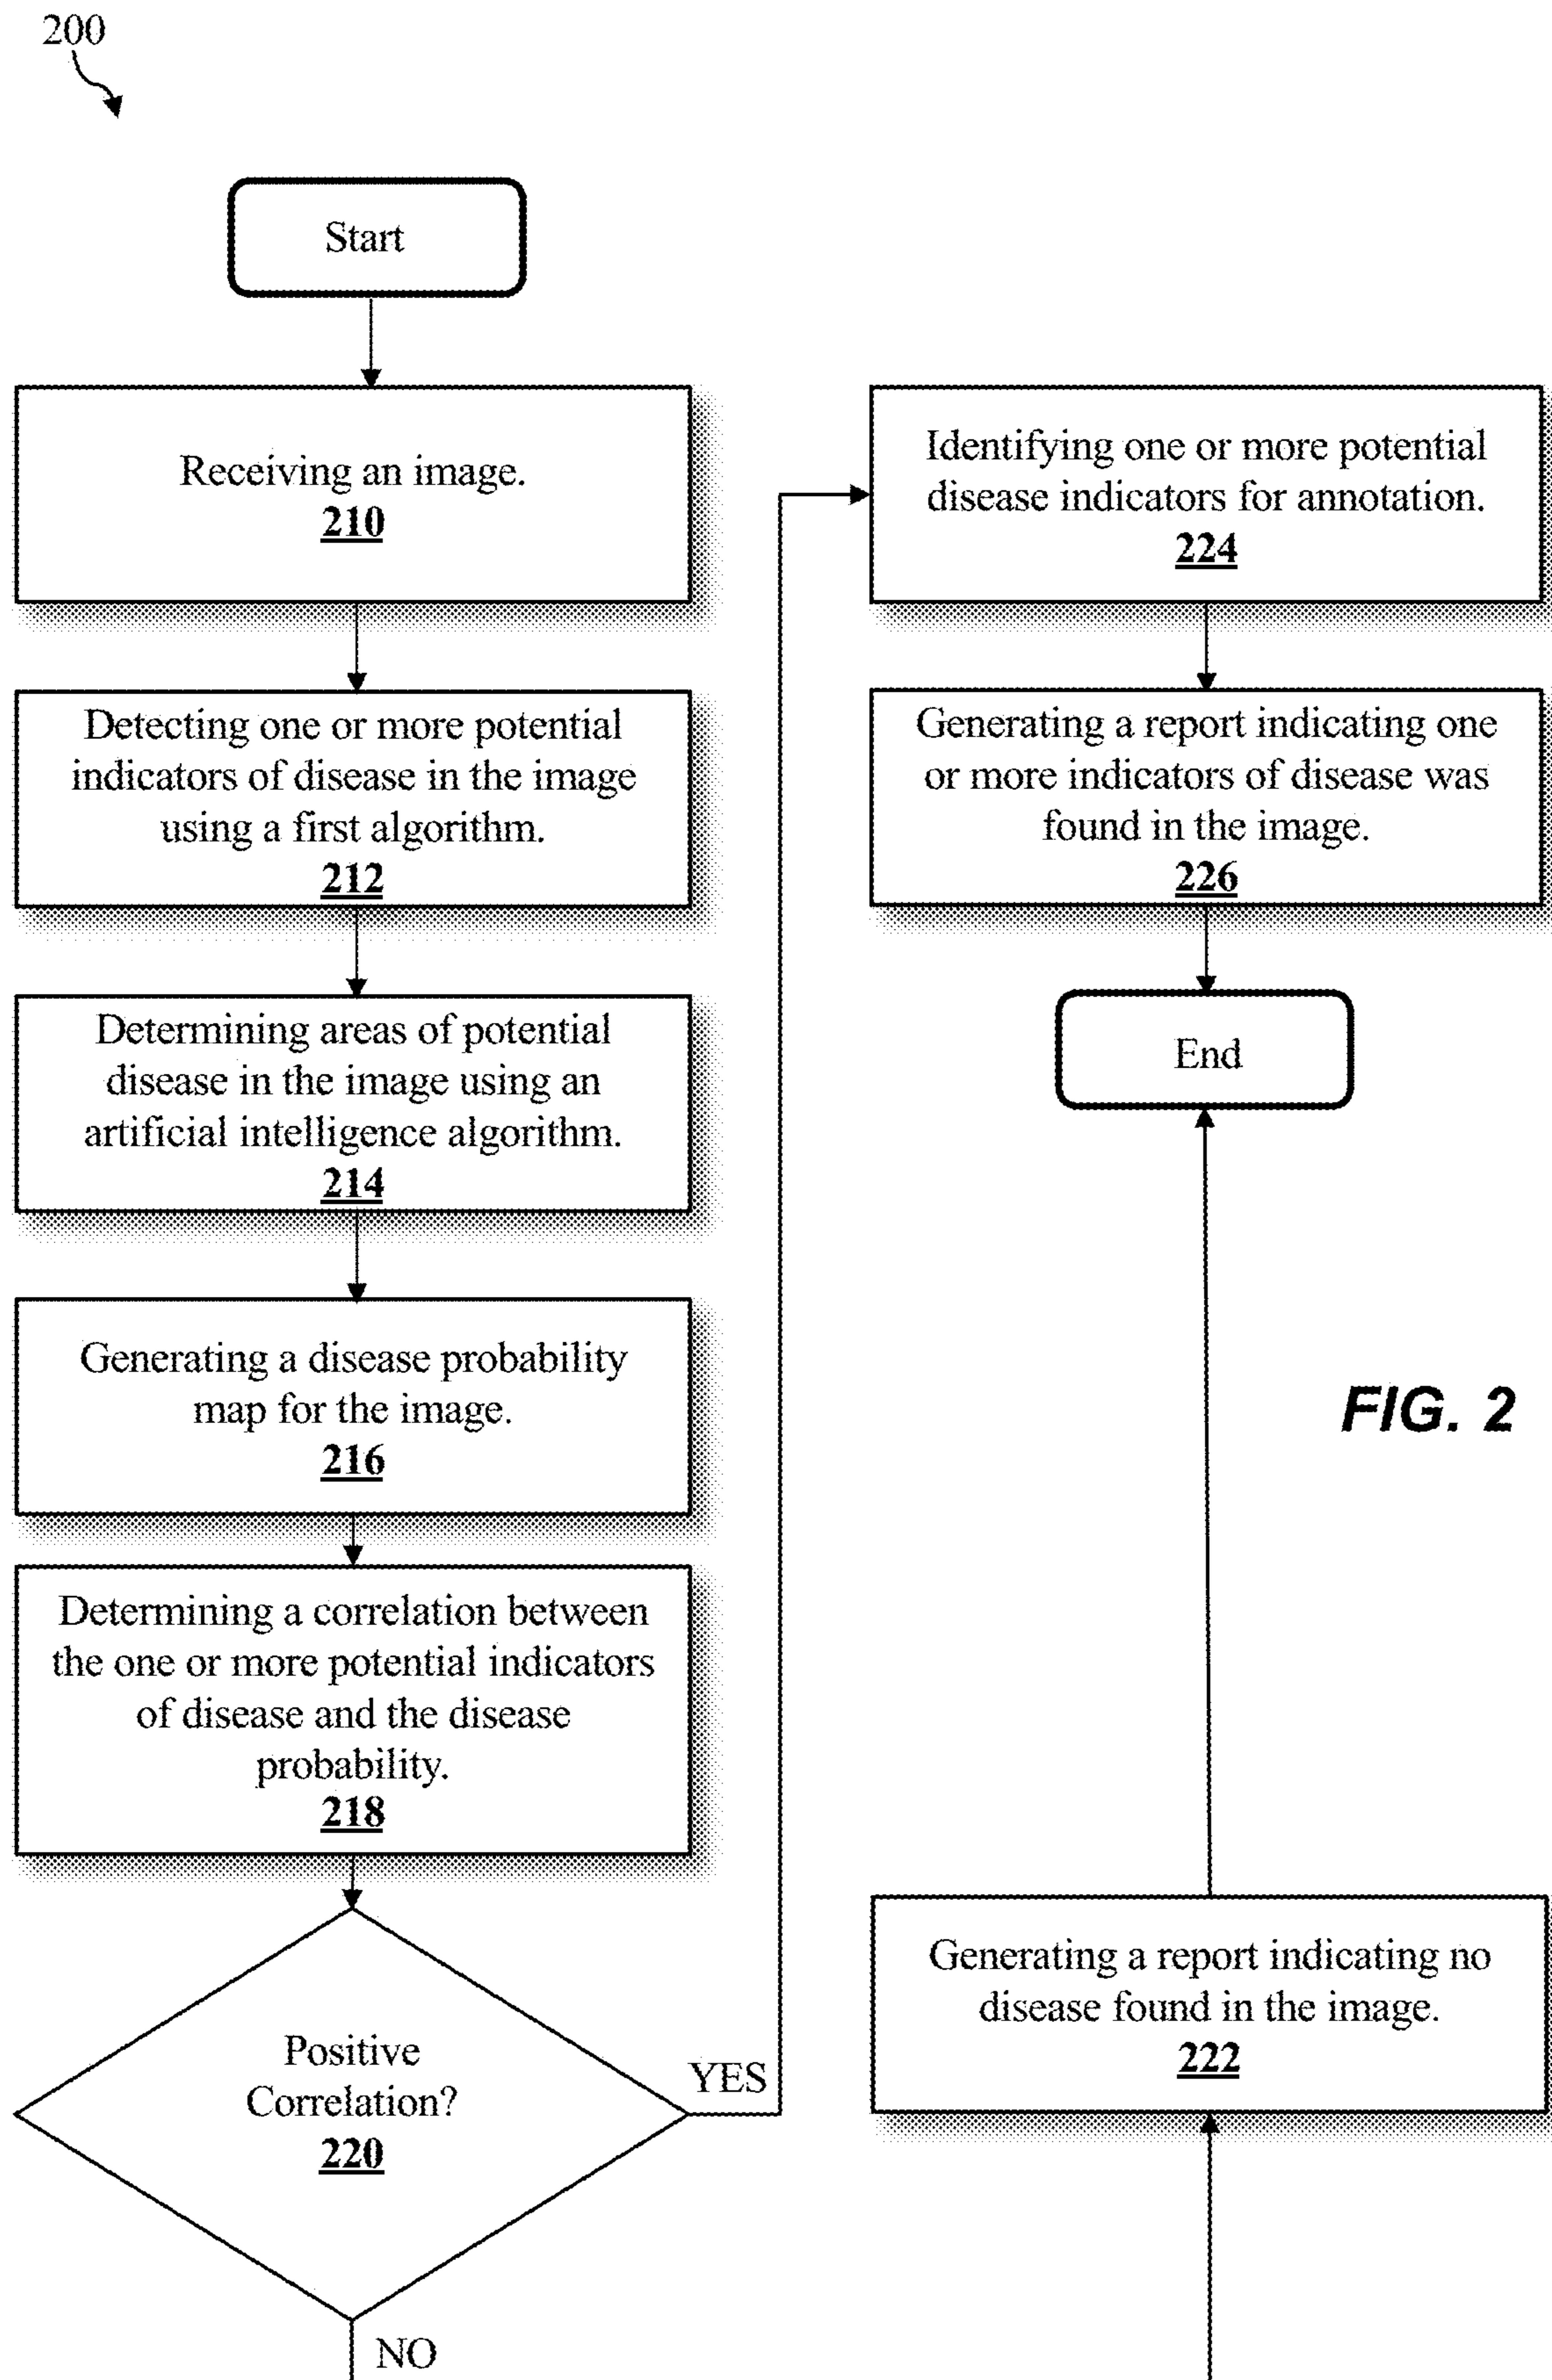 200
Start
Receiving an image.
210
Detecting one or more potential
indicators of disease in the image
using a first algorithm.
212
Determining areas of potential
disease in the image using an
artificial intelligence algorithm.
214
Generating a disease probability
map for the image.
216
Determining a correlation between
the one or more potential indicators
of disease and the disease
probability.
218
Positive
Correlation?
220
YES
NO
Identifying one or more potential
disease indicators for annotation.
224
Generating a report indicating one
or more indicators of disease was
found in the image.
226
End
FIG. 2
Generating a report indicating no
disease found in the image.
222